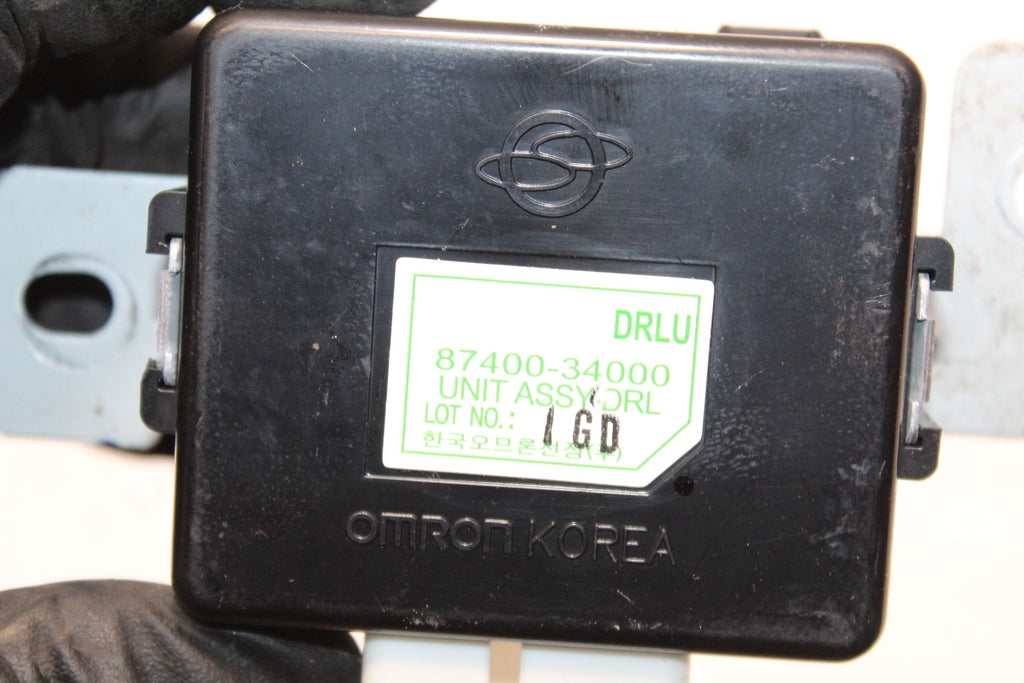 DRLU
87400-34000
UNIT ASSY-DRL
LOT NO.: 1GD
한국오므론전장(주)
OMRON KOREA